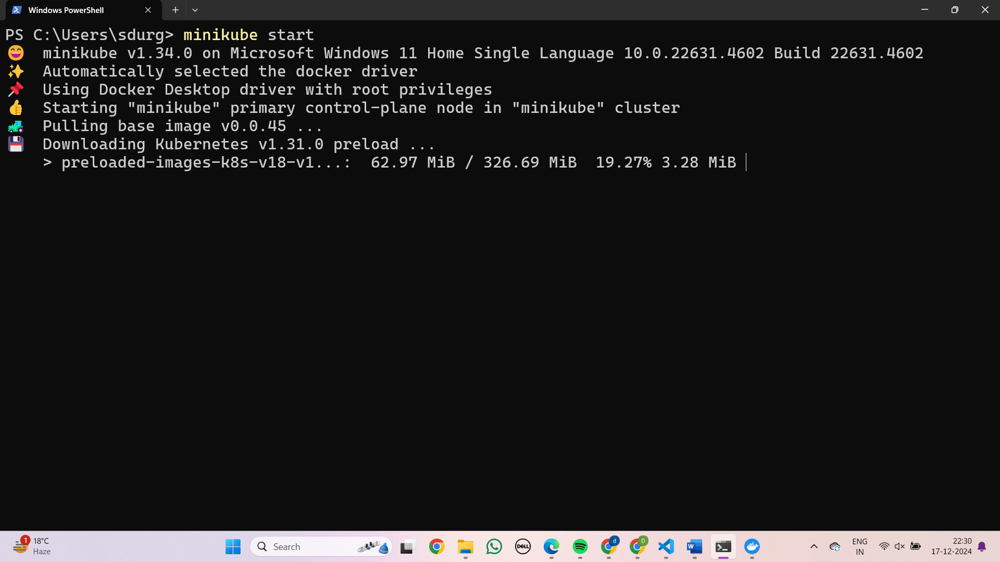 Windows PowerShell
PS C:\Users\sdurg> minikube start
😄 minikube v1.34.0 on Microsoft Windows 11 Home Single Language 10.0.22631.4602 Build 22631.4602
✨ Automatically selected the docker driver
📌 Using Docker Desktop driver with root privileges
👍 Starting "minikube" primary control-plane node in "minikube" cluster
🚜 Pulling base image v0.0.45 ...
💾 Downloading Kubernetes v1.31.0 preload ...
> preloaded-images-k8s-v18-v1...: 62.97 MiB / 326.69 MiB 19.27% 3.28 MiB
1
18°C
Haze
Search
DELL
d
D
W
ENG
IN
22:30
17-12-2024